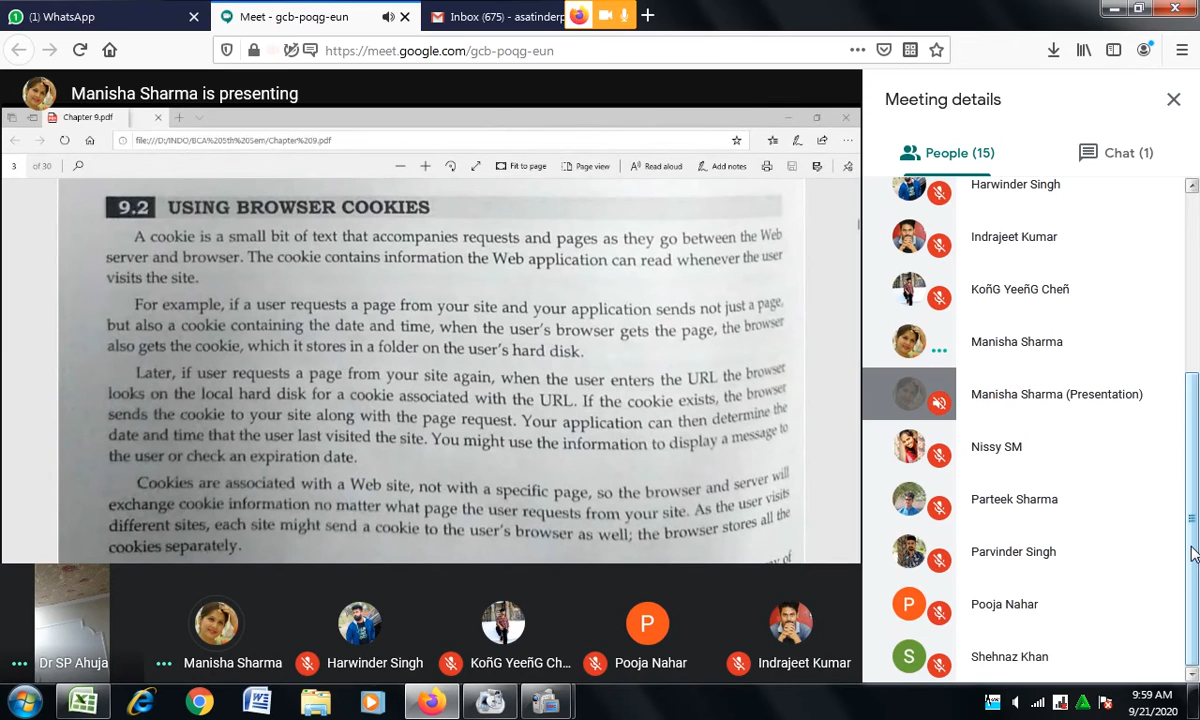 (1) WhatsApp
Meet - gcb-poqg-eun
Inbox (675) - asatinderp
https://meet.google.com/gcb-poqg-eun
Manisha Sharma is presenting
Chapter 9.pdf
file:///D:/INDO/BCA%205th%20Sem/Chapter%209.pdf
3 of 30
Fit to page
Page view
Read aloud
Add notes
9.2 USING BROWSER COOKIES
A cookie is a small bit of text that accompanies requests and pages as they go between the Web
server and browser. The cookie contains information the Web application can read whenever the user
visits the site.
For example, if a user requests a page from your site and your application sends not just a page,
but also a cookie containing the date and time, when the user's browser gets the page, the browser
also gets the cookie, which it stores in a folder on the user's hard disk.
Later, if user requests a page from your site again, when the user enters the URL the browser
looks on the local hard disk for a cookie associated with the URL. If the cookie exists, the browser
sends the cookie to your site along with the page request. Your application can then determine the
date and time that the user last visited the site. You might use the information to display a message to
the user or check an expiration date.
Cookies are associated with a Web site, not with a specific page, so the browser and server will
exchange cookie information no matter what page the user requests from your site. As the user visits
different sites, each site might send a cookie to the user's browser as well; the browser stores all the
cookies separately.
Dr SP Ahuja
Manisha Sharma
Harwinder Singh
KoñG YeeñG Ch...
Pooja Nahar
Indrajeet Kumar
Meeting details
People (15)
Chat (1)
Harwinder Singh
Indrajeet Kumar
KoñG YeeñG Cheñ
Manisha Sharma
Manisha Sharma (Presentation)
Nissy SM
Parteek Sharma
Parvinder Singh
P
Pooja Nahar
S
Shehnaz Khan
P
9:59 AM
9/21/2020